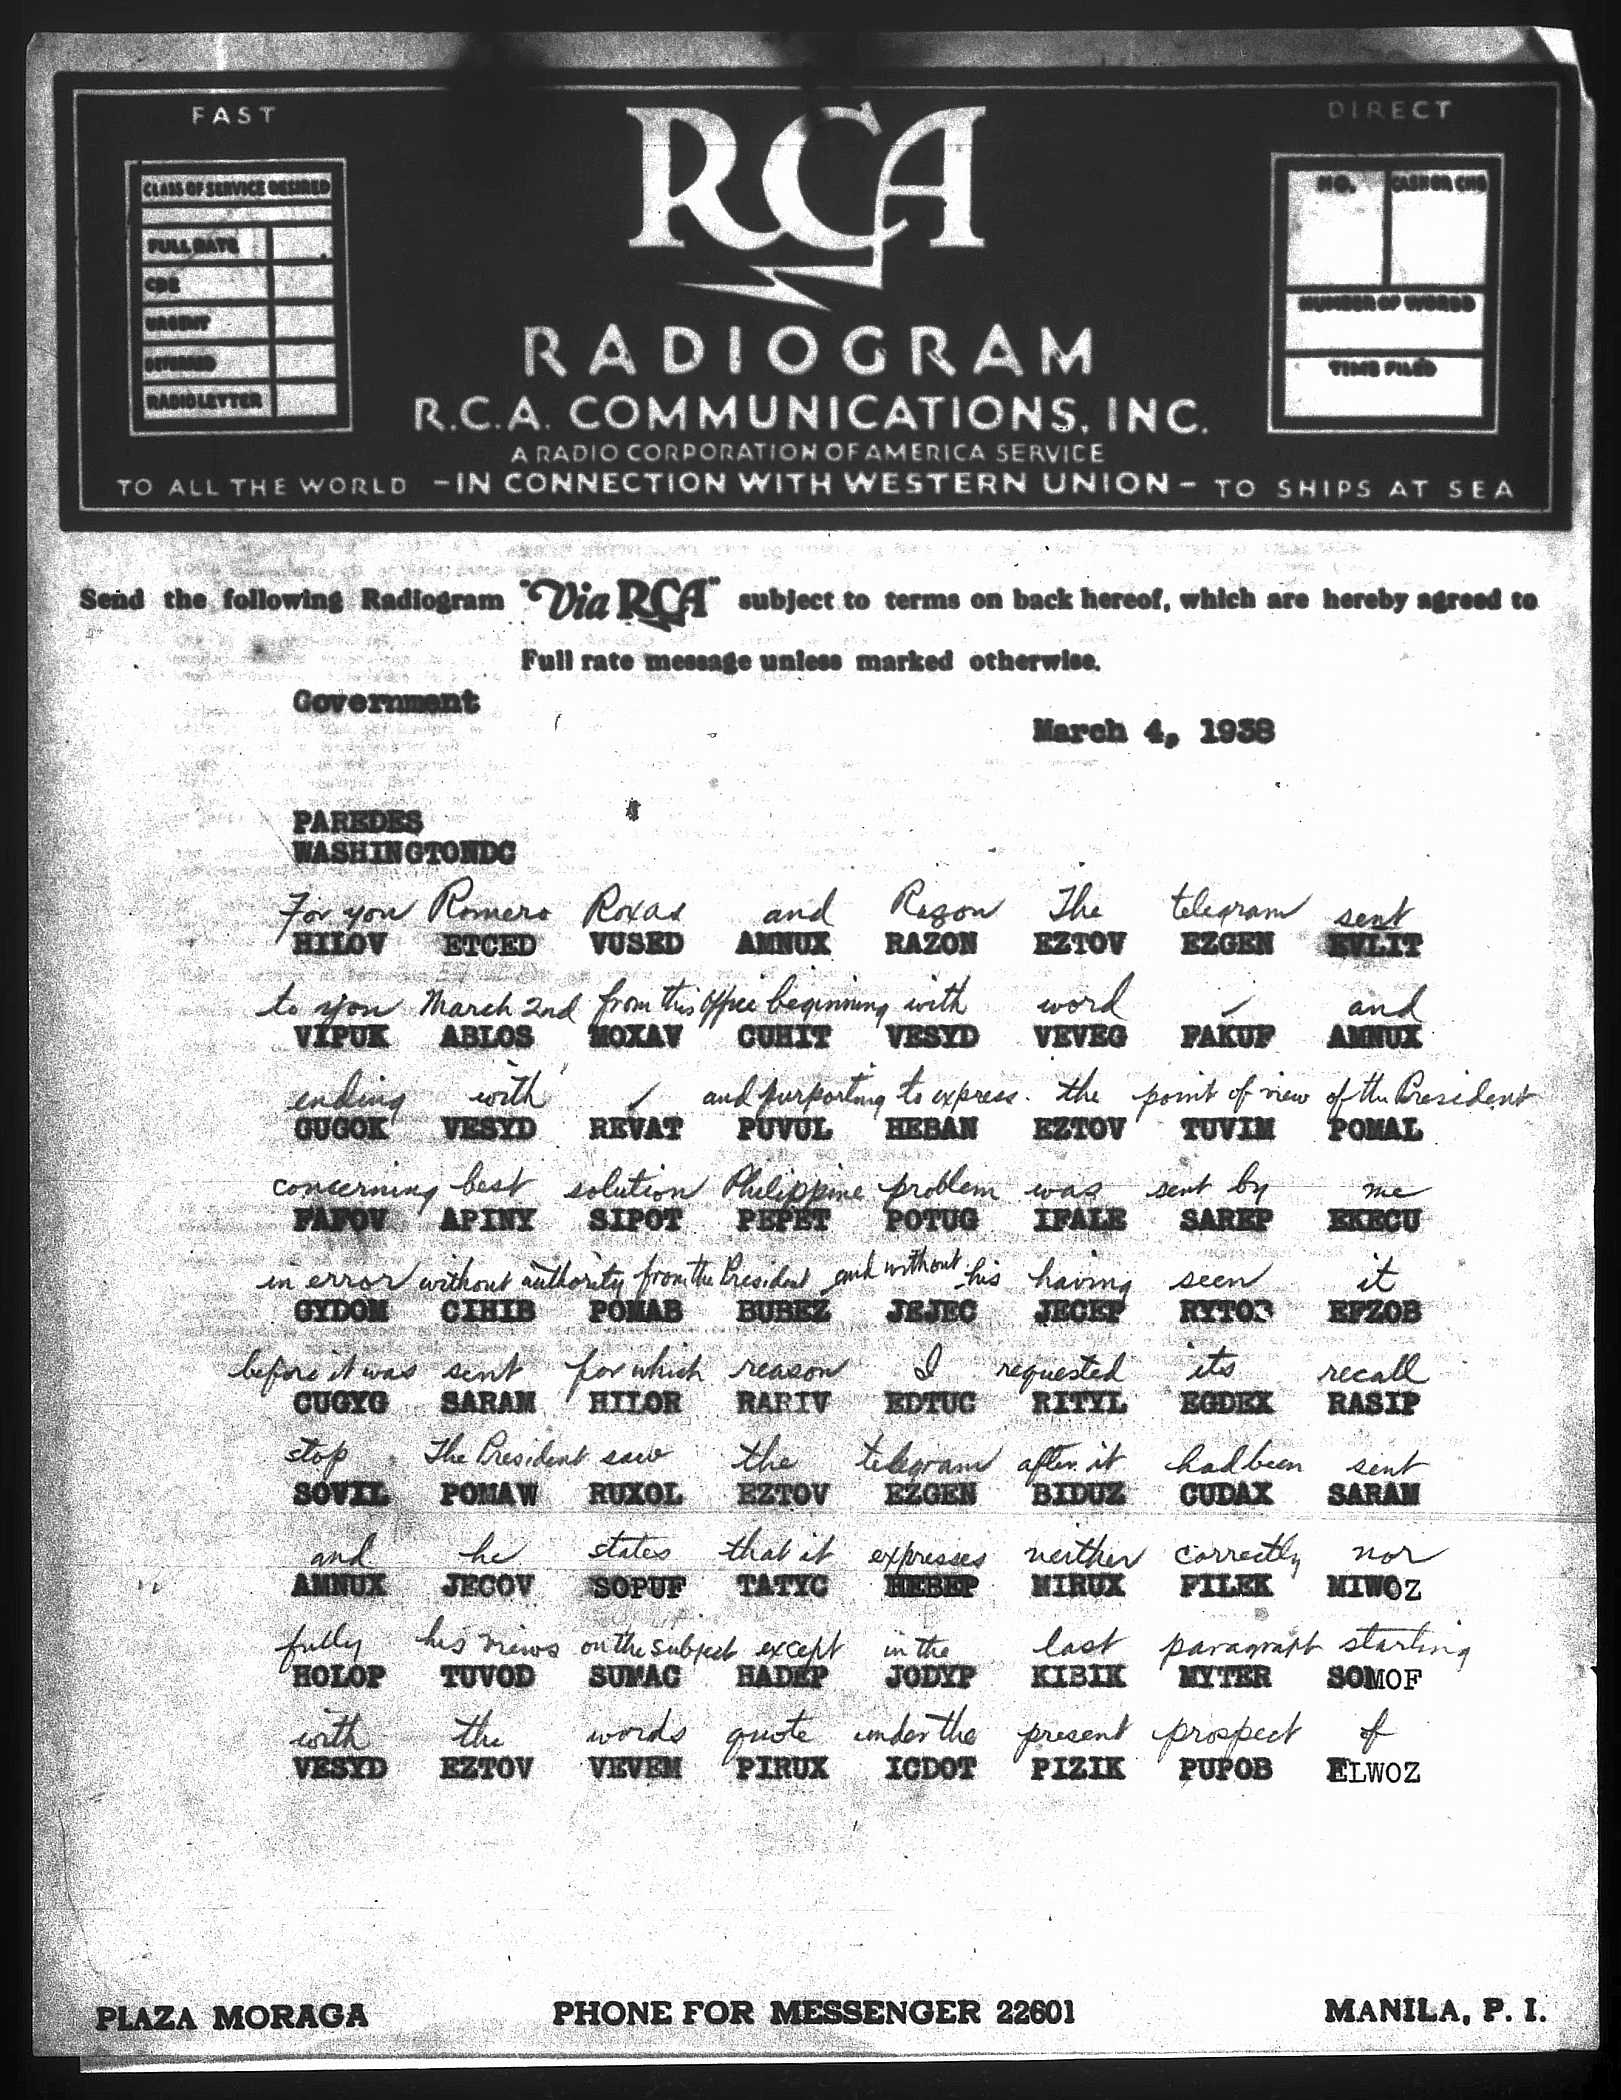 FAST
DIRECT
RCA
CLASS OF SERVICE DESIRED
FULL RATE
CDE
URGENT
DEFERRED
RADIOLETTER
NO.
CASH OR CHG
NUMBER OF WORDS
TIME FILED
RADIOGRAM
R.C.A. COMMUNICATIONS, INC.
A RADIO CORPORATION OF AMERICA SERVICE
TO ALL THE WORLD -IN CONNECTION WITH WESTERN UNION- TO SHIPS AT SEA
Send the following Radiogram "Via RCA" subject to terms on back hereof, which are hereby agreed to
Full rate message unless marked otherwise.
Government
March 4, 1938
PAREDES
WASHINGTONDC
For you Romero Roxas and Razon The telegram sent
HILOV ETCED VUSED AMNUX RAZON EZTOV EZGEN EVLIT
to you March 2nd from this office beginning with word ✓ and
VIPUK ABLOS MOXAV CUHIT VESYD VEVEG PAKUF AMNUX
ending with ✓ and purporting to express the point of view of the President
GUGOK VESYD REVAT PUVUL HEBAN EZTOV TUVIM POMAL
concerning best solution Philippine problem was sent by me
FAFOV APINY SIPOT PEPET POTUG IFALE SAREP EKECU
in error without authority from the President and without his having seen it
GYDOM CIHIB POMAB BUBEZ JEJEC JECEP RYTOB EFZOB
before it was sent for which reason I requested its recall
CUGYG SARAM HILOR RARIV EDTUC RITYL EGDEX RASIP
stop The President saw the telegram after it had been sent
SOVIL POMAW RUXOL EZTOV EZGEN BIDUZ CUDAX SARAM
and he states that it expresses neither correctly nor
AMNUX JECOV SOPUF TATYC HEBEP NIRUX FILEK MIWOZ
fully his views on the subject except in the last paragraph starting
HOLOP TUVOD SUMAC HADEP JODYP KIBIK MYTER SOMOF
with the words quote under the present prospect of
VESYD EZTOV VEVEM PIRUX ICDOT PIZIK PUPOB ELWOZ
PLAZA MORAGA PHONE FOR MESSENGER 22601 MANILA, P. I.